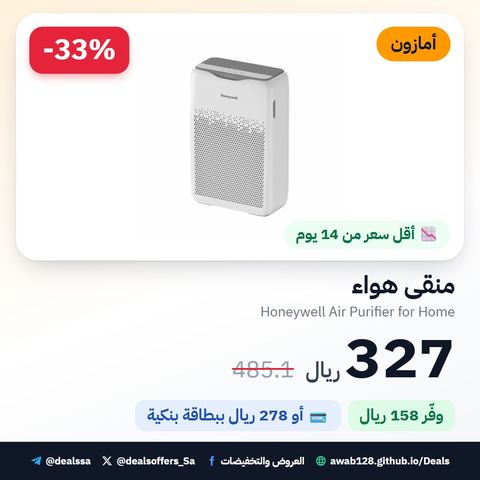 -33%
أمازون
Honeywell
أقل سعر من 14 يوم
منقى هواء
Honeywell Air Purifier for Home
327 ريال 485.1
وفّر 158 ريال
أو 278 ريال ببطاقة بنكية
@dealssa @dealsoffers_Sa العروض والتخفيضات awab128.github.io/Deals